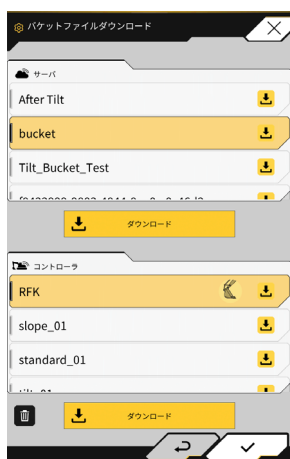 バケットファイルダウンロード
サーバ
After Tilt
bucket
Tilt_Bucket_Test
ダウンロード
コントローラ
RFK
slope_01
standard_01
ダウンロード